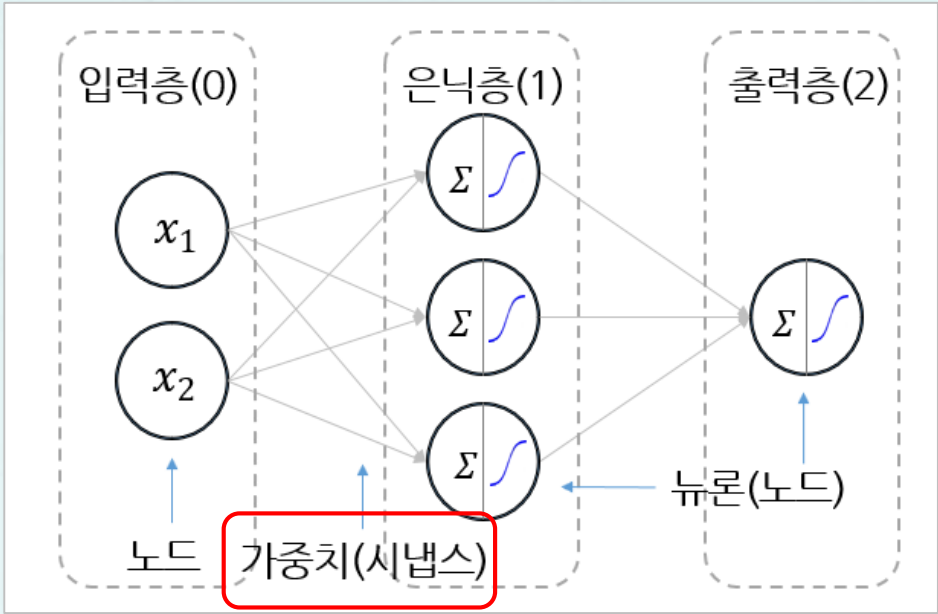 입력층(0)
은닉층(1)
출력층(2)
x₁
x₂
Σ
Σ
Σ
Σ
노드
가중치(시냅스)
뉴론(노드)